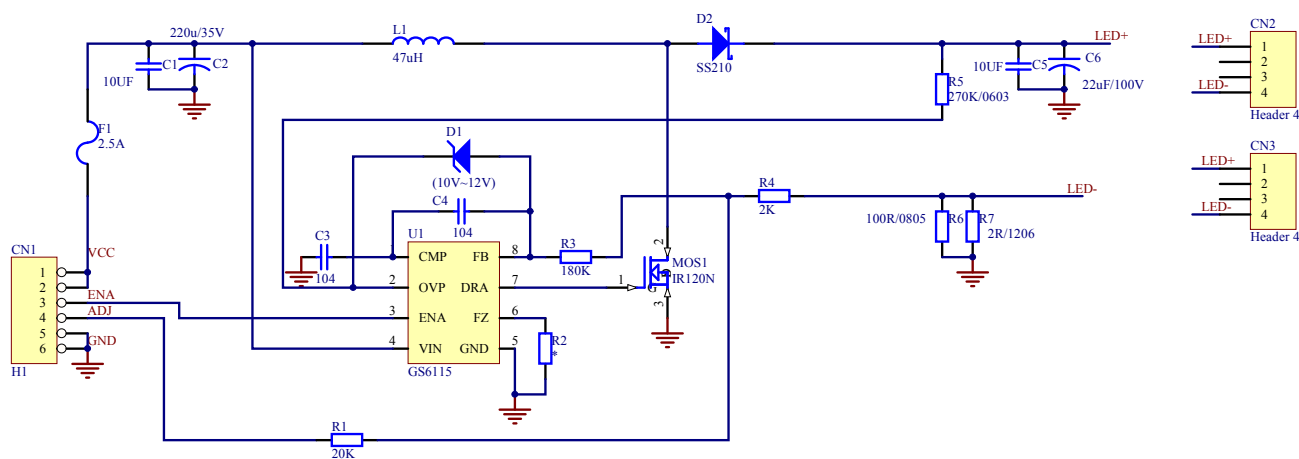 220u/35V
L1
47uH
D2
SS210
LED+
CN2
C1
10UF
C2
10UF
C5
C6
22uF/100V
LED+
1
2
3
LED-
4
Header 4
R5
270K/0603
F1
2.5A
D1
(10V~12V)
C4
104
R4
2K
LED-
CN3
LED+
1
2
3
LED-
4
Header 4
100R/0805
R6
R7
2R/1206
C3
104
U1
1
CMP
FB
8
2
OVP
DRA
7
3
ENA
FZ
6
4
VIN
GND
5
GS6115
R3
180K
2
1
G
3
MOS1
IR120N
R2
*
CN1
VCC
1
2
ENA
3
ADJ
4
5
GND
6
H1
R1
20K